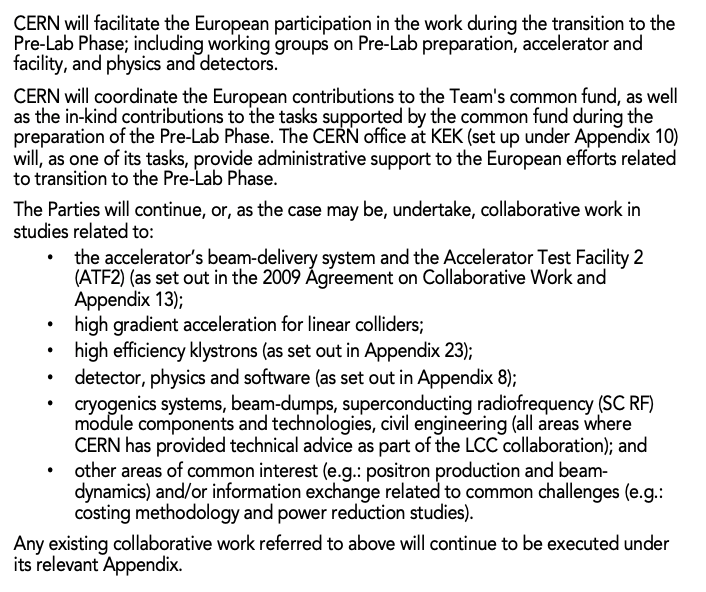 CERN will facilitate the European participation in the work during the transition to the
Pre-Lab Phase; including working groups on Pre-Lab preparation, accelerator and
facility, and physics and detectors.
CERN will coordinate the European contributions to the Team's common fund, as well
as the in-kind contributions to the tasks supported by the common fund during the
preparation of the Pre-Lab Phase. The CERN office at KEK (set up under Appendix 10)
will, as one of its tasks, provide administrative support to the European efforts related
to transition to the Pre-Lab Phase.
The Parties will continue, or, as the case may be, undertake, collaborative work in
studies related to:
• the accelerator’s beam-delivery system and the Accelerator Test Facility 2
(ATF2) (as set out in the 2009 Agreement on Collaborative Work and
Appendix 13);
• high gradient acceleration for linear colliders;
• high efficiency klystrons (as set out in Appendix 23);
• detector, physics and software (as set out in Appendix 8);
• cryogenics systems, beam-dumps, superconducting radiofrequency (SC RF)
module components and technologies, civil engineering (all areas where
CERN has provided technical advice as part of the LCC collaboration); and
• other areas of common interest (e.g.: positron production and beam-
dynamics) and/or information exchange related to common challenges (e.g.:
costing methodology and power reduction studies).
Any existing collaborative work referred to above will continue to be executed under
its relevant Appendix.